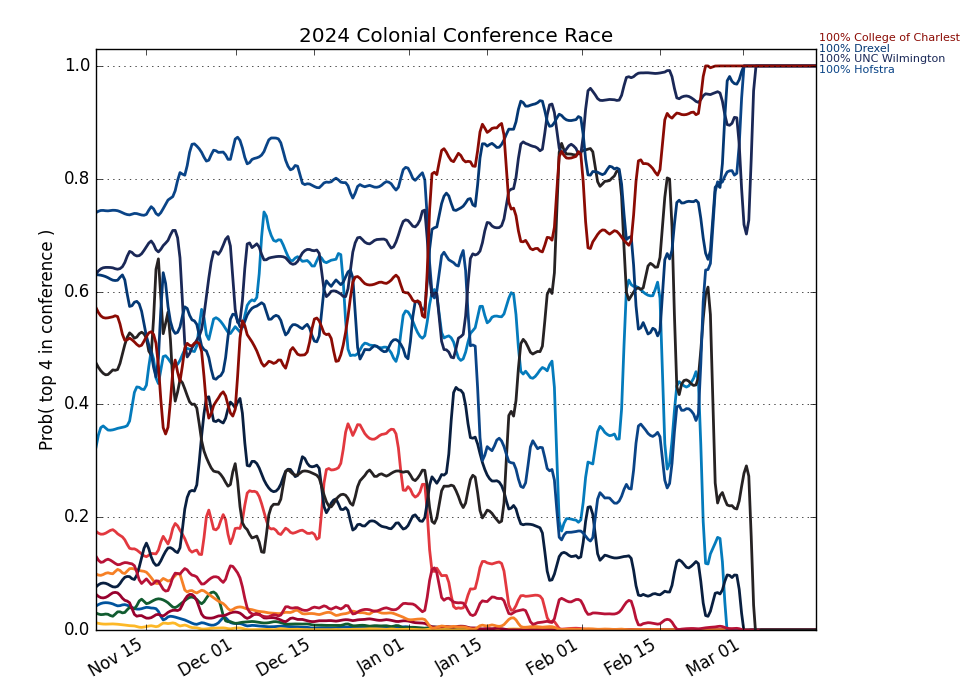 2024 Colonial Conference Race
100% College of Charlest
100% Drexel
100% UNC Wilmington
100% Hofstra
1.0
0.8
0.6
0.4
0.2
0.0
Prob( top 4 in conference )
Nov 15
Dec 01
Dec 15
Jan 01
Jan 15
Feb 01
Feb 15
Mar 01